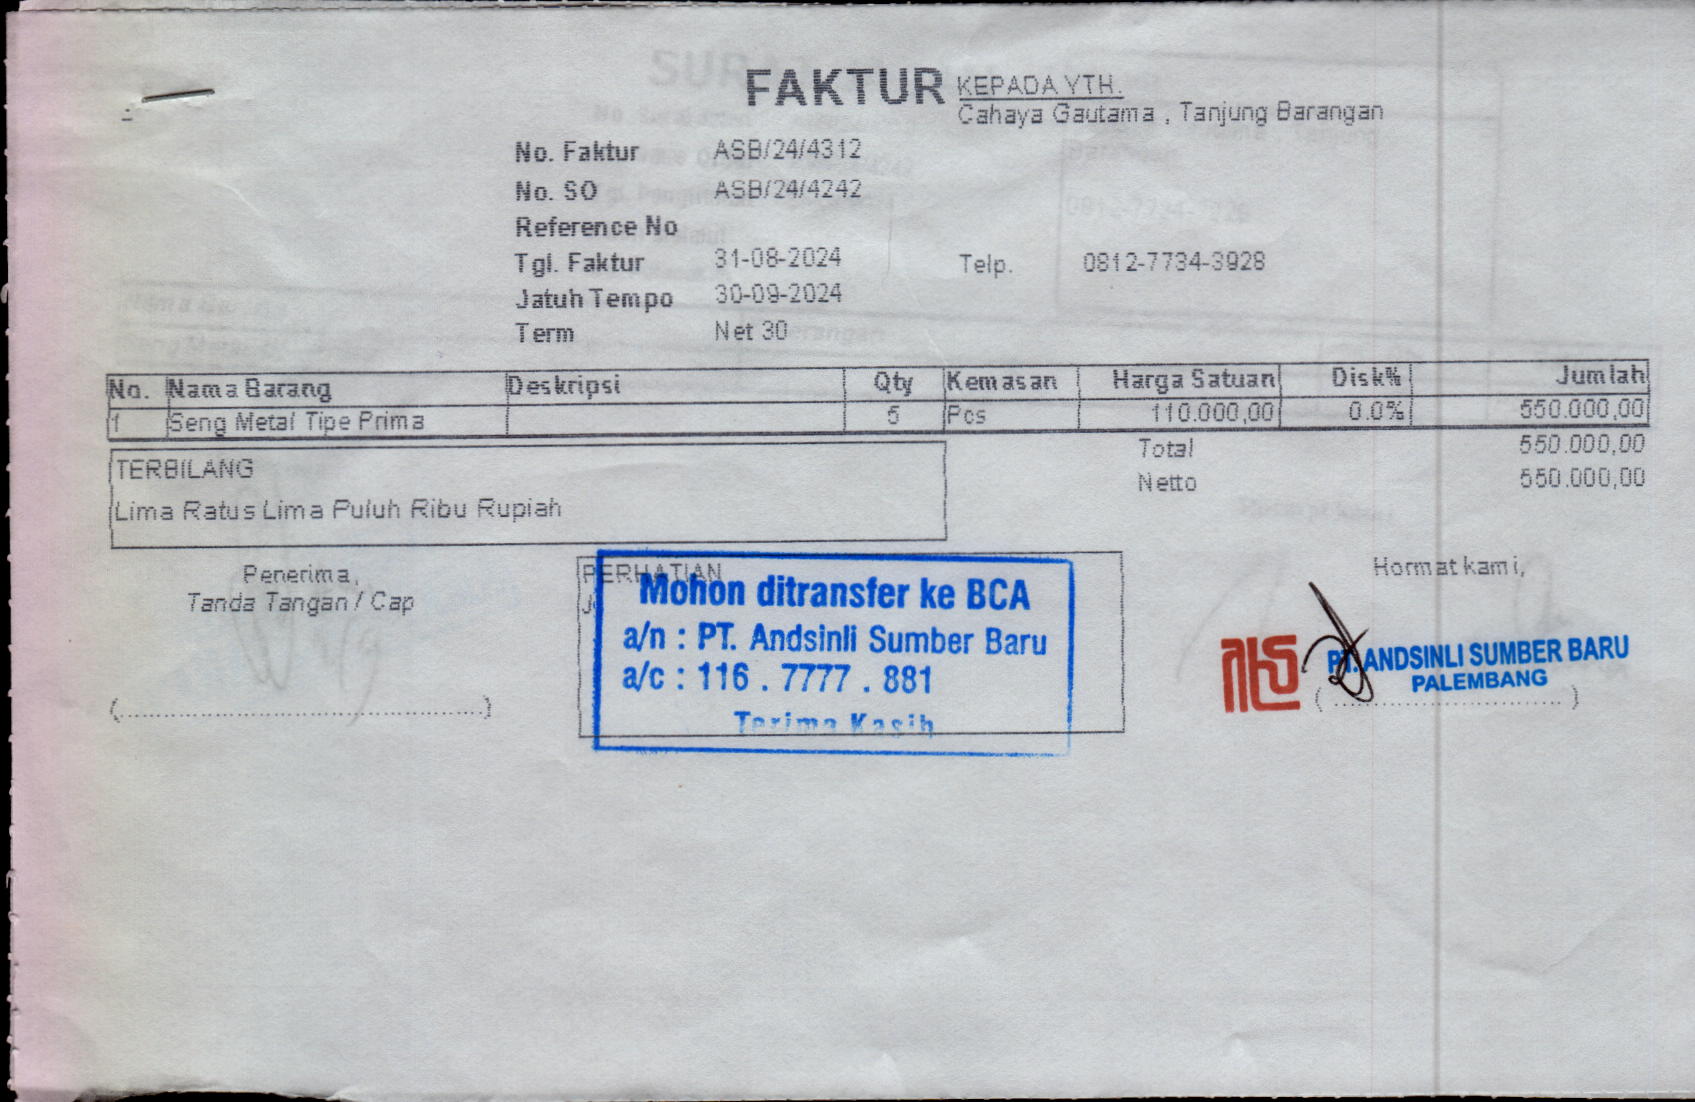 FAKTUR
KEPADA YTH.
Cahaya Gautama , Tanjung Barangan
No. Faktur ASB/24/4312
No. SO ASB/24/4242
Reference No
Tgl. Faktur 31-08-2024
Telp. 0812-7734-3928
Jatuh Tempo 30-09-2024
Term Net 30
No. Nama Barang Deskripsi Qty Kemasan Harga Satuan Disk% Jumlah
1 Seng Metal Tipe Prima 5 Pcs 110.000,00 0.0% 550.000,00
Total 550.000,00
Netto 550.000,00
TERBILANG
Lima Ratus Lima Puluh Ribu Rupiah
Penerima,
Tanda Tangan / Cap
(..........................................................)
PERHATIAN
Mohon ditransfer ke BCA
a/n : PT. Andsinli Sumber Baru
a/c : 116 . 7777 . 881
Terima Kasih
Hormat kami,
PT. ANDSINLI SUMBER BARU
PALEMBANG
( .................................... )